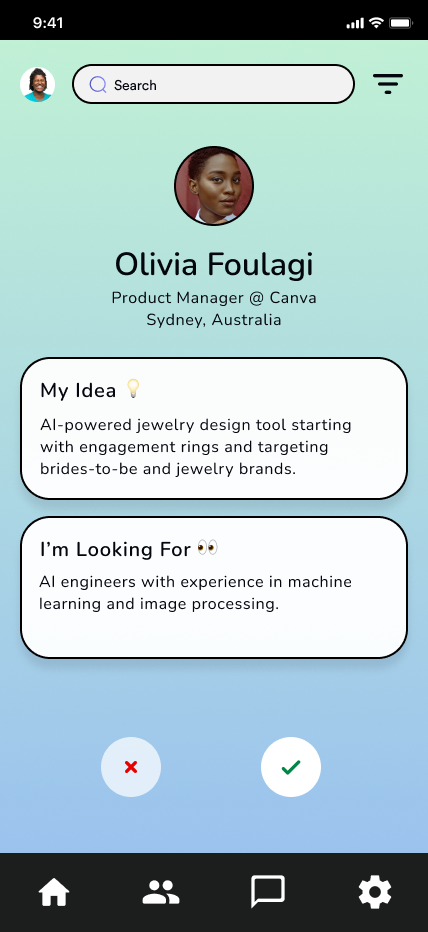 9:41
Search
Olivia Foulagi
Product Manager @ Canva
Sydney, Australia
My Idea 💡
AI-powered jewelry design tool starting
with engagement rings and targeting
brides-to-be and jewelry brands.
I’m Looking For 👀
AI engineers with experience in machine
learning and image processing.